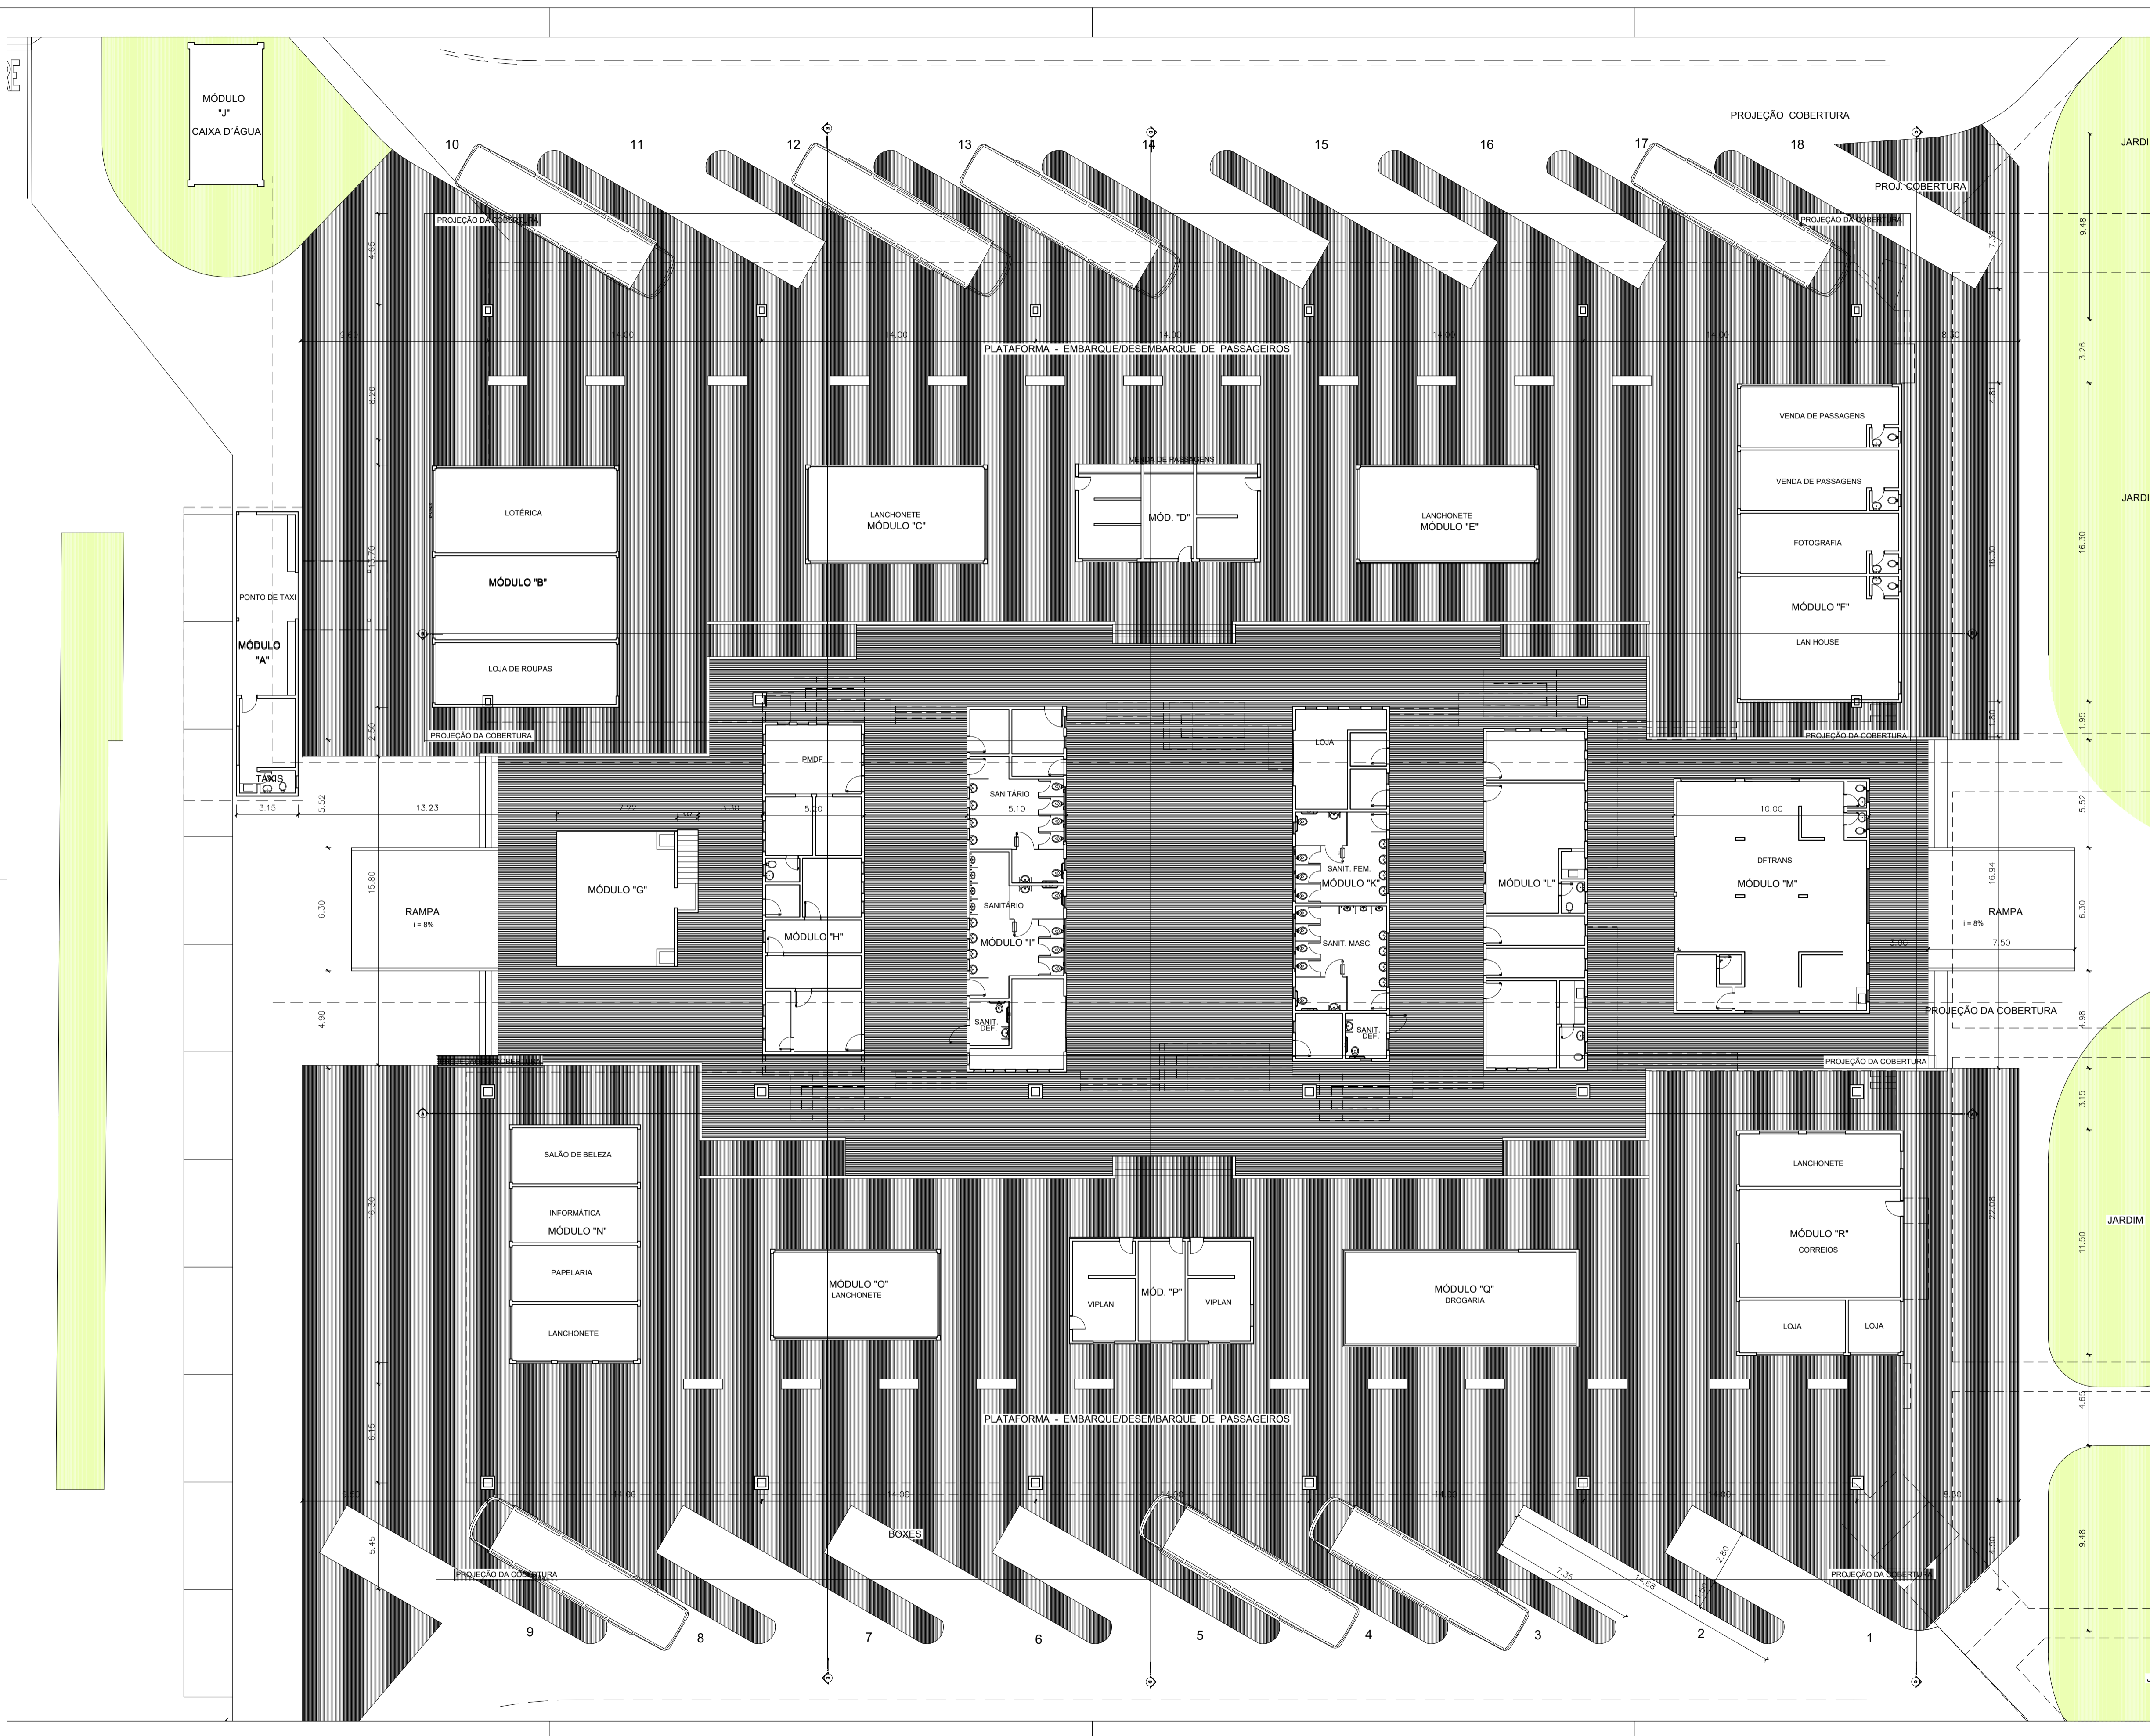 MÓDULO
"J"
CAIXA D´ÁGUA
PROJEÇÃO COBERTURA
10
11
12
13
14
15
16
17
18
JARDI
PROJ. COBERTURA
PROJEÇÃO DA COBERTURA
PROJEÇÃO DA COBERTURA
4.65
7.39
9.48
9.60
14.00
14.00
14.00
14.00
14.00
8.30
PLATAFORMA - EMBARQUE/DESEMBARQUE DE PASSAGEIROS
3.26
8.20
4.81
VENDA DE PASSAGENS
VENDA DE PASSAGENS
VENDA DE PASSAGENS
JARDI
LOTÉRICA
LANCHONETE
MÓDULO "C"
MÓD. "D"
LANCHONETE
MÓDULO "E"
FOTOGRAFIA
13.70
16.30
16.30
MÓDULO "B"
PONTO DE TAXI
MÓDULO "F"
MÓDULO
"A"
LAN HOUSE
LOJA DE ROUPAS
2.50
1.80
1.95
PROJEÇÃO DA COBERTURA
PROJEÇÃO DA COBERTURA
LOJA
PMDF
TÁXIS
SANITÁRIO
3.15
5.52
13.23
7.22
5.20
5.10
10.00
5.52
DFTRANS
SANIT. FEM.
MÓDULO "G"
MÓDULO "K"
MÓDULO "L"
MÓDULO "M"
15.80
16.94
6.30
SANITÁRIO
6.30
RAMPA
i = 8%
RAMPA
i = 8%
MÓDULO "H"
MÓDULO "I"
SANIT. MASC.
3.00
7.50
4.98
SANIT.
DEF.
SANIT.
DEF.
PROJEÇÃO DA COBERTURA
4.98
PROJEÇÃO DA COBERTURA
PROJEÇÃO DA COBERTURA
3.15
SALÃO DE BELEZA
LANCHONETE
INFORMÁTICA
MÓDULO "N"
16.30
22.08
JARDIM
MÓDULO "R"
CORREIOS
11.50
PAPELARIA
MÓDULO "O"
LANCHONETE
VIPLAN
MÓD. "P"
VIPLAN
MÓDULO "Q"
DROGARIA
LANCHONETE
LOJA
LOJA
4.65
PLATAFORMA - EMBARQUE/DESEMBARQUE DE PASSAGEIROS
6.15
9.50
14.00
14.00
14.00
14.00
14.00
8.30
BOXES
5.45
2.80
4.50
9.48
PROJEÇÃO DA COBERTURA
7.35
14.68
1.50
PROJEÇÃO DA COBERTURA
9
8
7
6
5
4
3
2
1